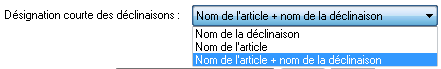 Désignation courte des déclinaisons : Nom de l'article + nom de la déclinaison
Nom de la déclinaison
Nom de l'article
Nom de l'article + nom de la déclinaison